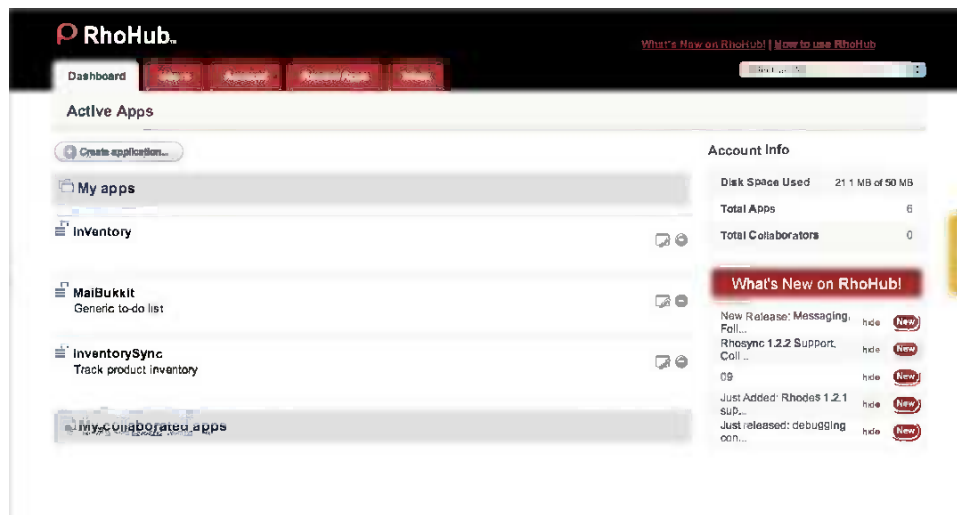 RhoHub
What's New on RhoHub! | How to use RhoHub
Dashboard
Active Apps
Create application...
Account Info
My apps
Disk Space Used 21 1 MB of 50 MB
Total Apps 6
Inventory
Total Collaborators 0
What's New on RhoHub!
MaiBukkit
Generic to-do list
New Release: Messaging,
Foll... hide New
Rhosync 1.2.2 Support,
Coll... hide New
InventorySync
Track product inventory
09 hide New
Just Added: Rhodes 1.2.1
sup... hide New
My collaborated apps
Just released: debugging
con... hide New